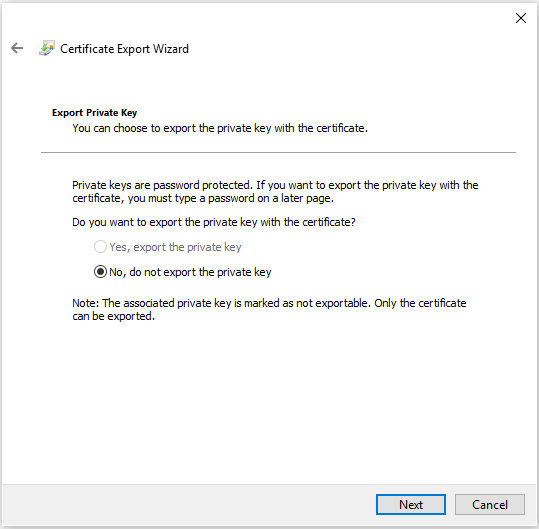 Certificate Export Wizard
Export Private Key
You can choose to export the private key with the certificate.
Private keys are password protected. If you want to export the private key with the
certificate, you must type a password on a later page.
Do you want to export the private key with the certificate?
Yes, export the private key
No, do not export the private key
Note: The associated private key is marked as not exportable. Only the certificate
can be exported.
Next
Cancel